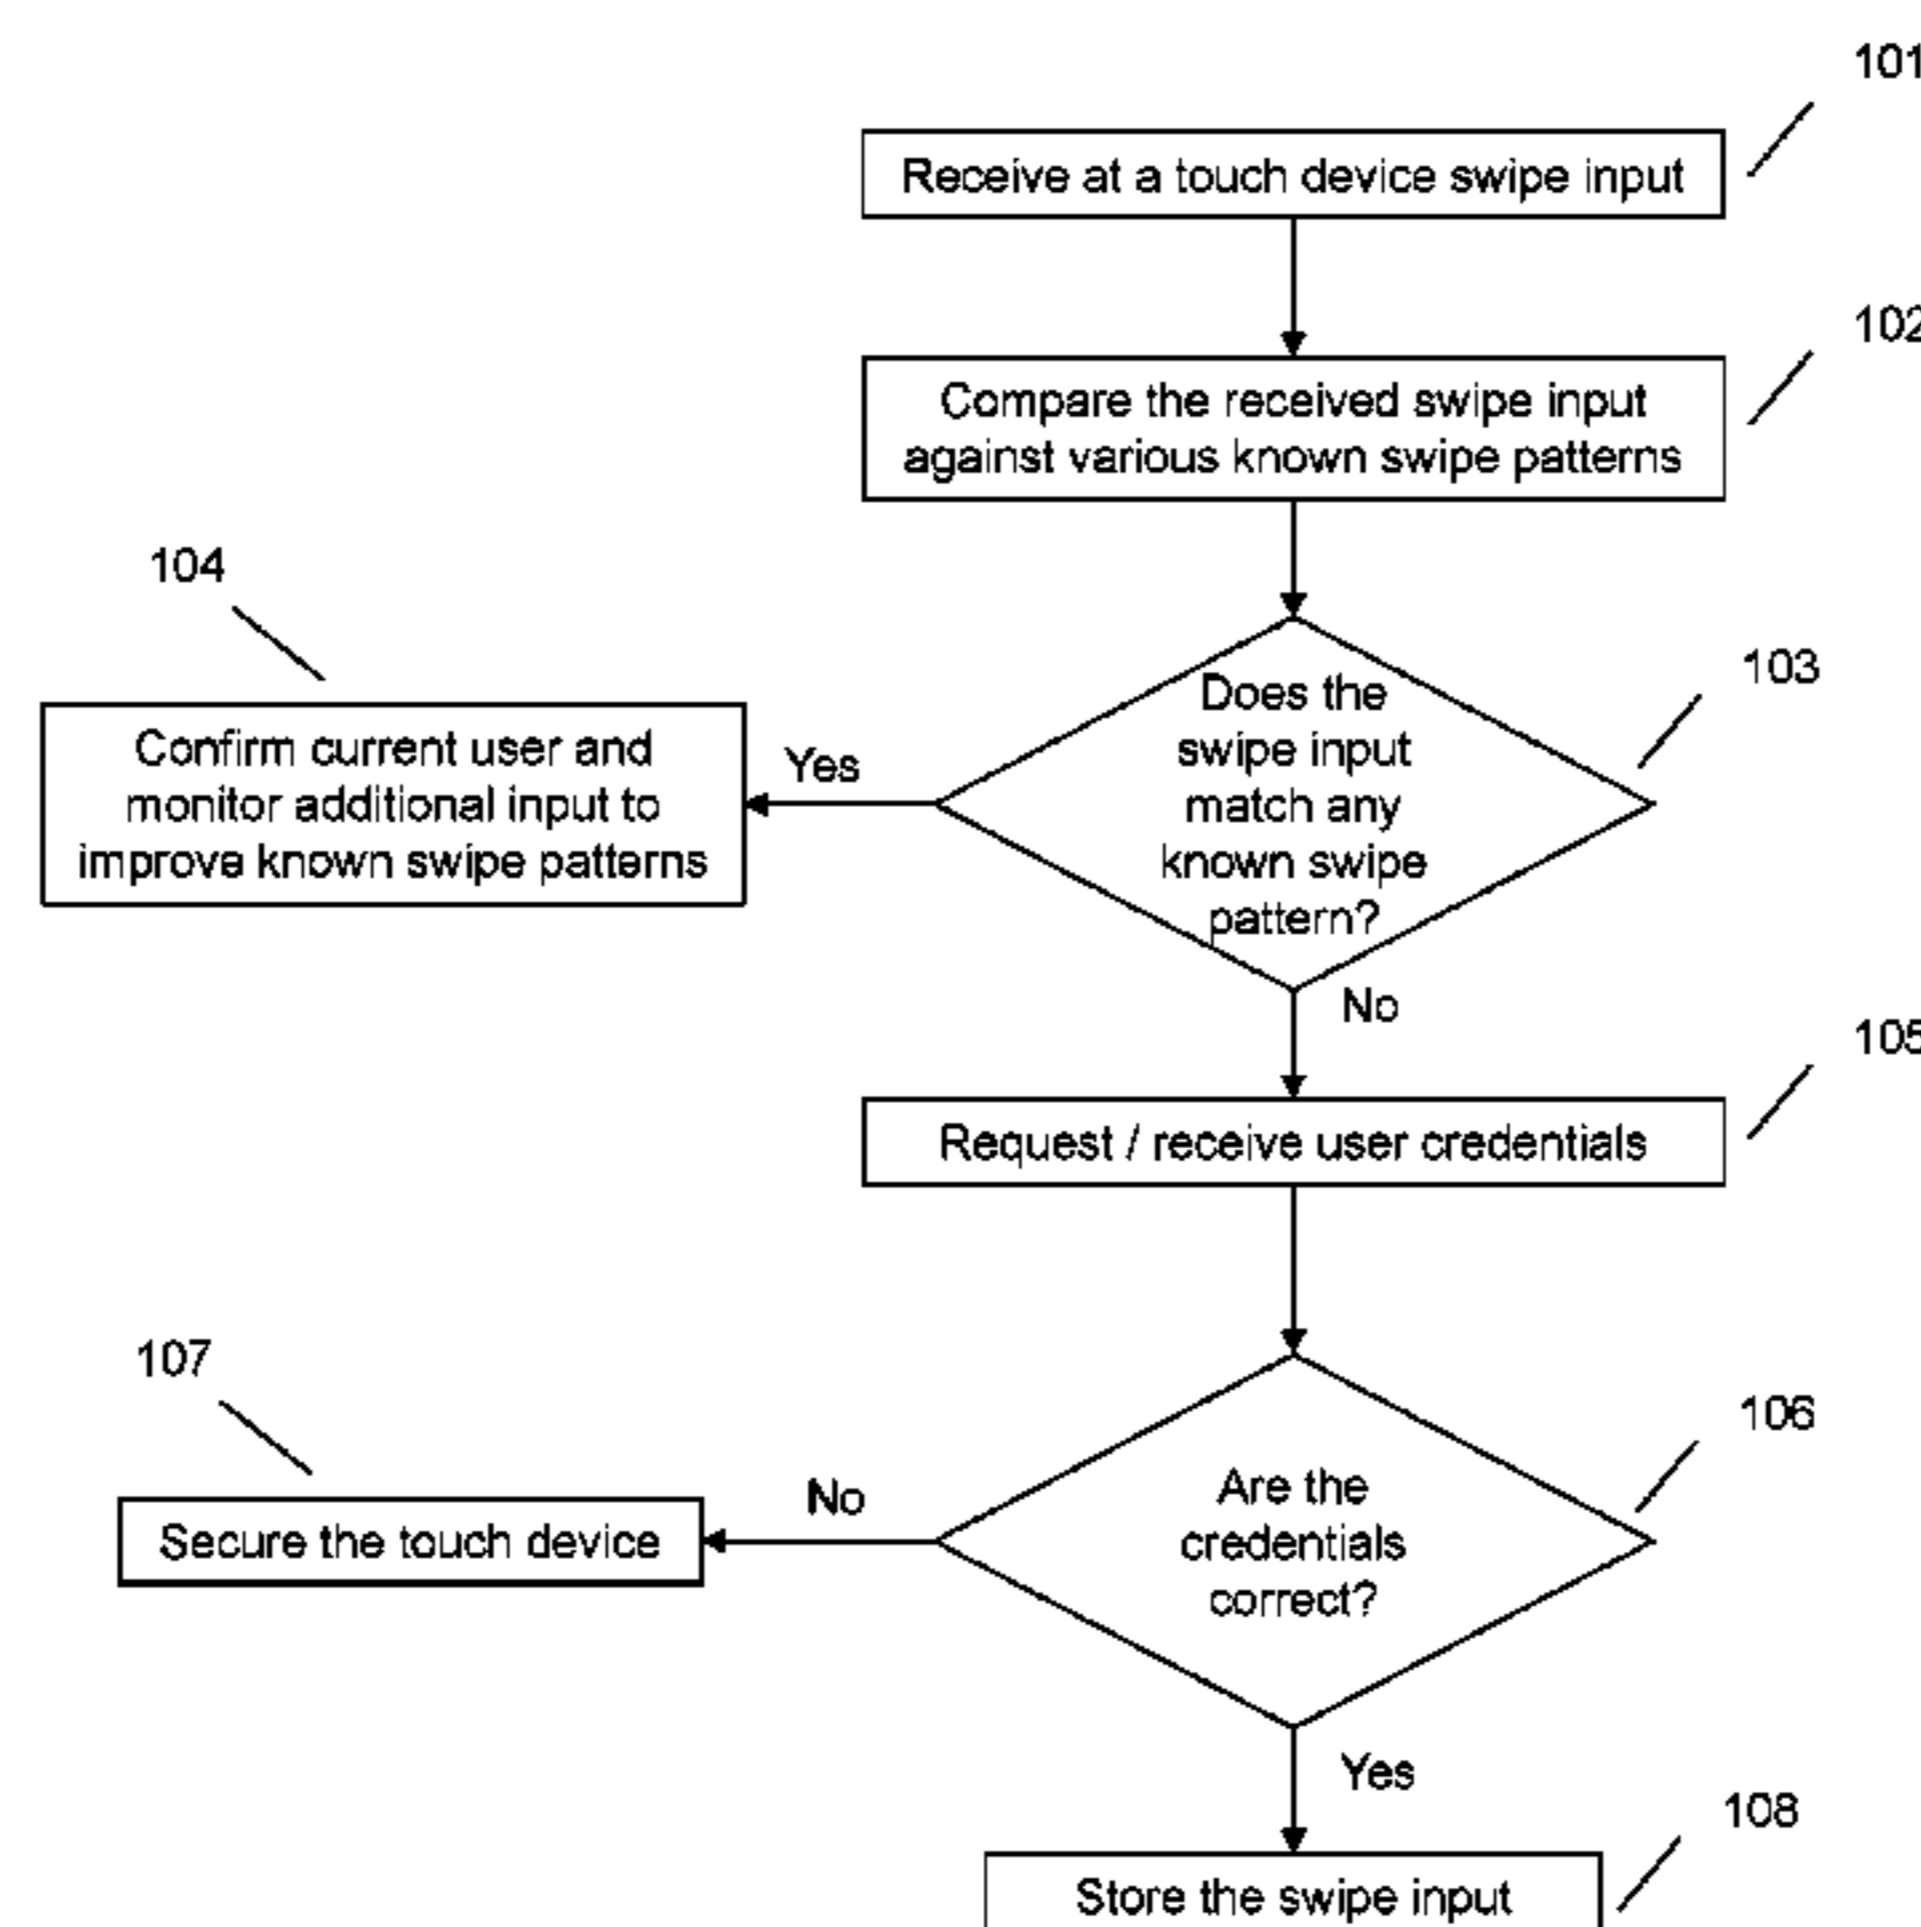 101
Receive at a touch device swipe input
102
Compare the received swipe input
against various known swipe patterns
104
103
Confirm current user and
monitor additional input to
improve known swipe patterns
Yes
Does the
swipe input
match any
known swipe
pattern?
No
105
Request / receive user credentials
107
106
Secure the touch device
No
Are the
credentials
correct?
Yes
108
Store the swipe input